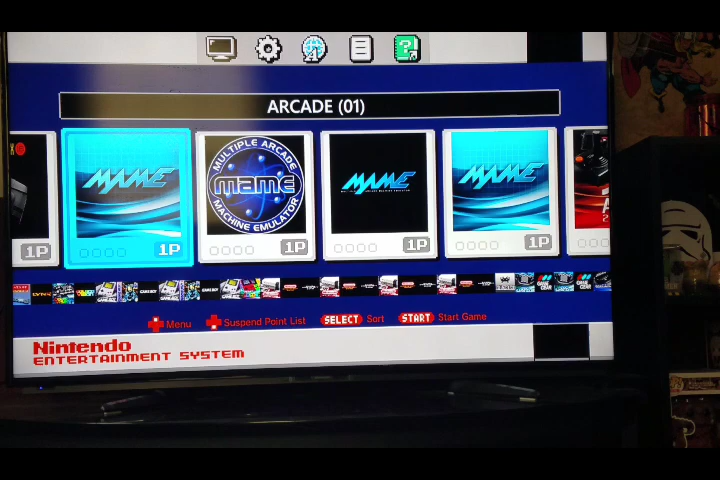 ARCADE (01)
MAME
MULTIPLE ARCADE
mame
MACHINE EMULATOR
MAME
MAME
1P
1P
1P
1P
1P
Menu
Suspend Point List
SELECT Sort
START Start Game
Nintendo
ENTERTAINMENT SYSTEM